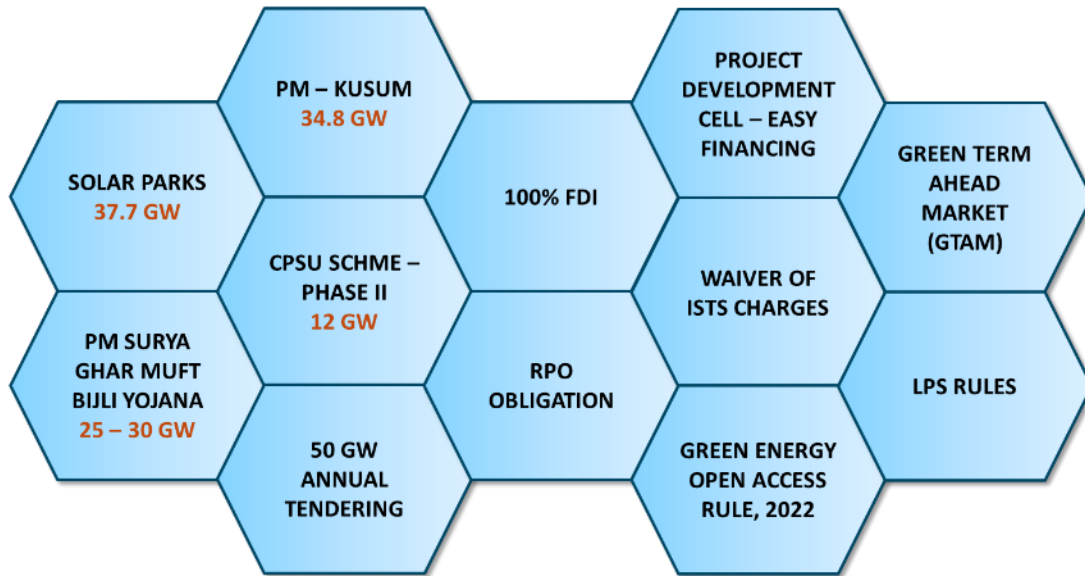 PM – KUSUM
34.8 GW
PROJECT
DEVELOPMENT
CELL – EASY
FINANCING
SOLAR PARKS
37.7 GW
100% FDI
GREEN TERM
AHEAD
MARKET
(GTAM)
CPSU SCHME –
PHASE II
12 GW
WAIVER OF
ISTS CHARGES
PM SURYA
GHAR MUFT
BIJLI YOJANA
25 – 30 GW
RPO
OBLIGATION
LPS RULES
50 GW
ANNUAL
TENDERING
GREEN ENERGY
OPEN ACCESS
RULE, 2022